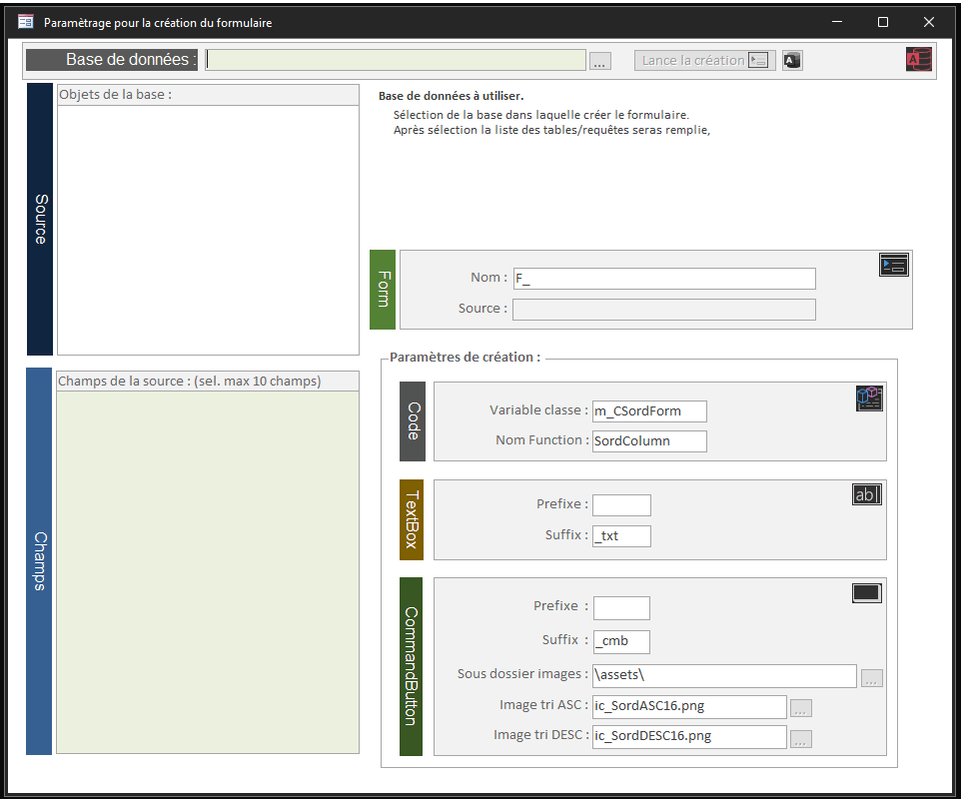 Paramètrage pour la création du formulaire
Base de données :
...
Lance la création
A
A
Objets de la base :
Source
Base de données à utiliser.
Sélection de la base dans laquelle créer le formulaire.
Après sélection la liste des tables/requêtes seras remplie,
Form
Nom : F_
Source :
Champs
Champs de la source : (sel. max 10 champs)
Paramètres de création :
Code
Variable classe : m_CSordForm
Nom Function : SordColumn
TextBox
ab|
Prefixe :
Suffix : _txt
CommandButton
Prefixe :
Suffix : _cmb
Sous dossier images : \assets\ ...
Image tri ASC : ic_SordASC16.png ...
Image tri DESC : ic_SordDESC16.png ...